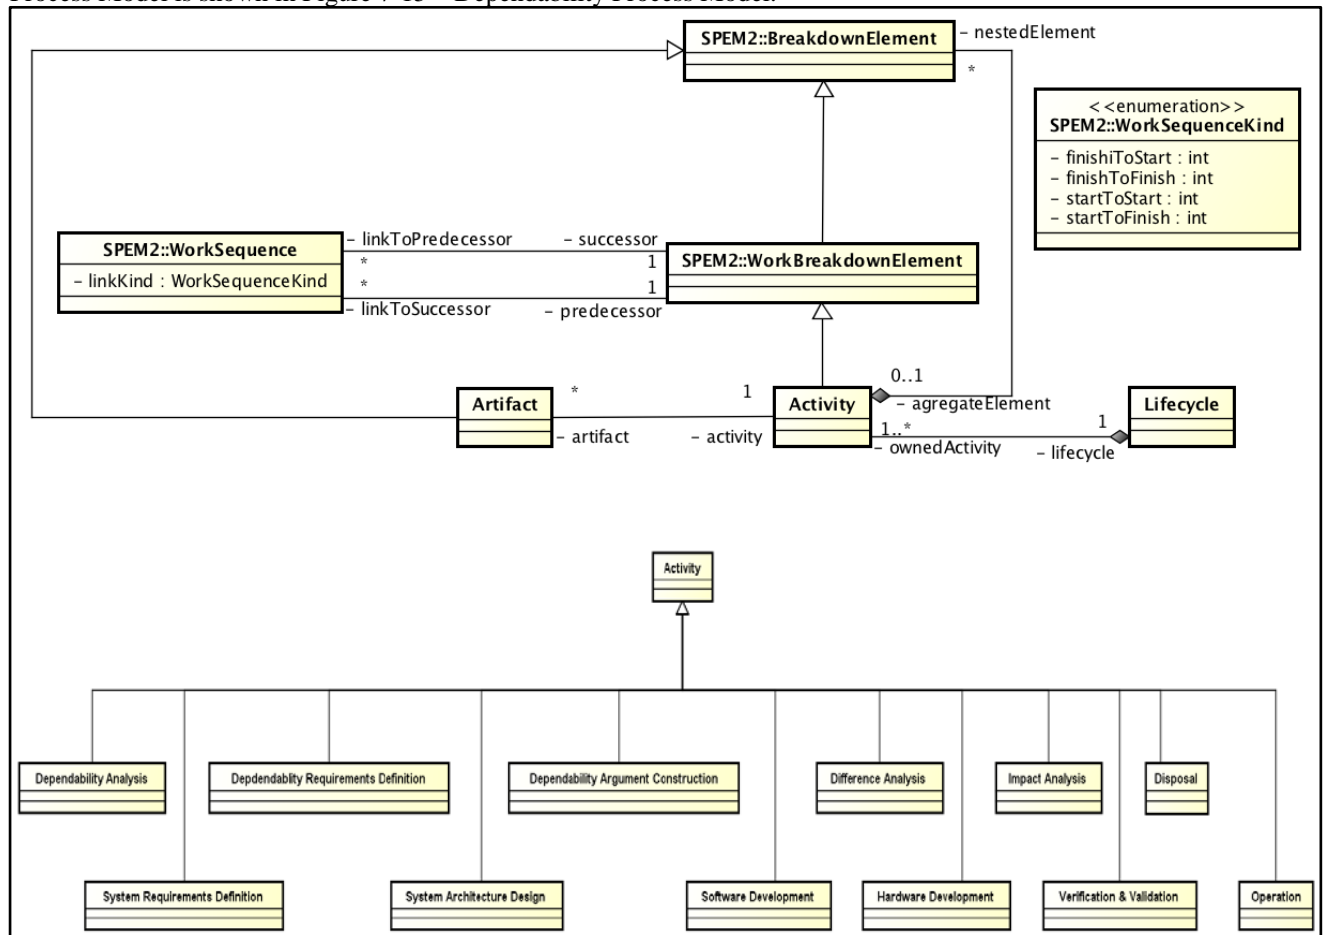 Process Model is shown in Figure 7-13 – Dependability Process Model.
SPEM2::BreakdownElement
– nestedElement
*
<<enumeration>>
SPEM2::WorkSequenceKind
– finishiToStart : int
– finishToFinish : int
– startToStart : int
– startToFinish : int
SPEM2::WorkSequence
– linkKind : WorkSequenceKind
– linkToPredecessor
– successor
*
1
*
1
– linkToSuccessor
– predecessor
SPEM2::WorkBreakdownElement
Artifact
*
1
– artifact
– activity
Activity
0..1
– agregateElement
1..*
1
– ownedActivity
– lifecycle
Lifecycle
Activity
Dependability Analysis
Depdendablity Requirements Definition
Dependability Argument Construction
Difference Analysis
Impact Analysis
Disposal
System Requirements Definition
System Architecture Design
Software Development
Hardware Development
Verification & Validation
Operation